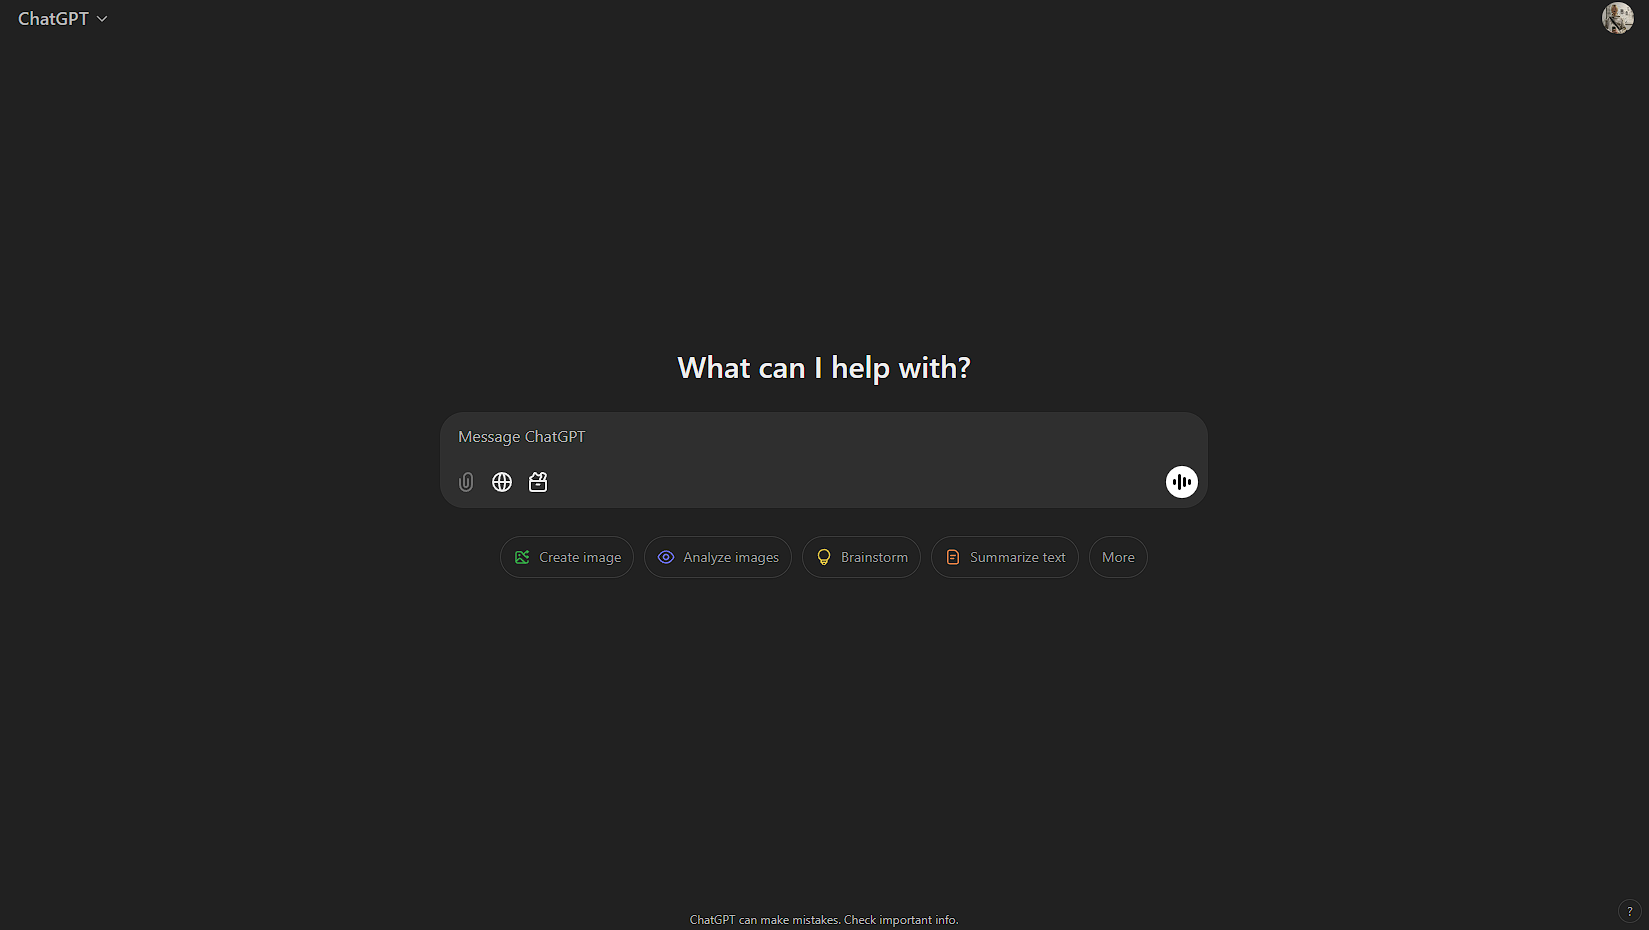 ChatGPT
What can I help with?
Message ChatGPT
Create image
Analyze images
Brainstorm
Summarize text
More
ChatGPT can make mistakes. Check important info.
?